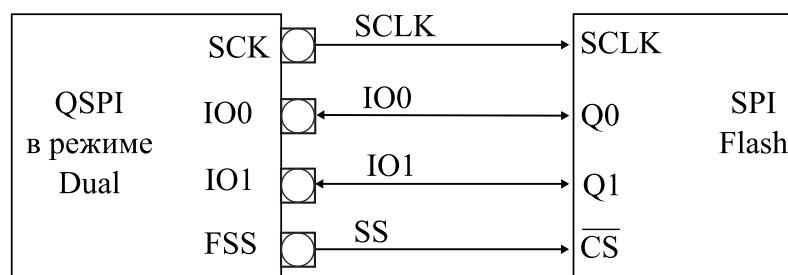 SCK SCLK SCLK
QSPI
в режиме
Dual
IO0 IO0 Q0
IO1 IO1 Q1
FSS SS CS
SPI
Flash